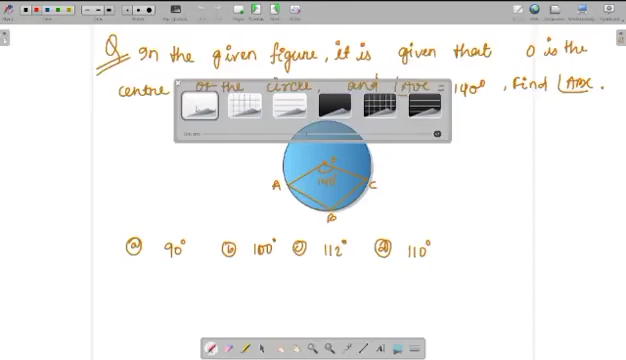 Q In the given figure, it is given that O is the
centre of the circle, and ∠AOC = 140°, Find ∠ABC.
O
140°
A
C
B
(a) 90° (b) 100° (c) 112° (d) 110°